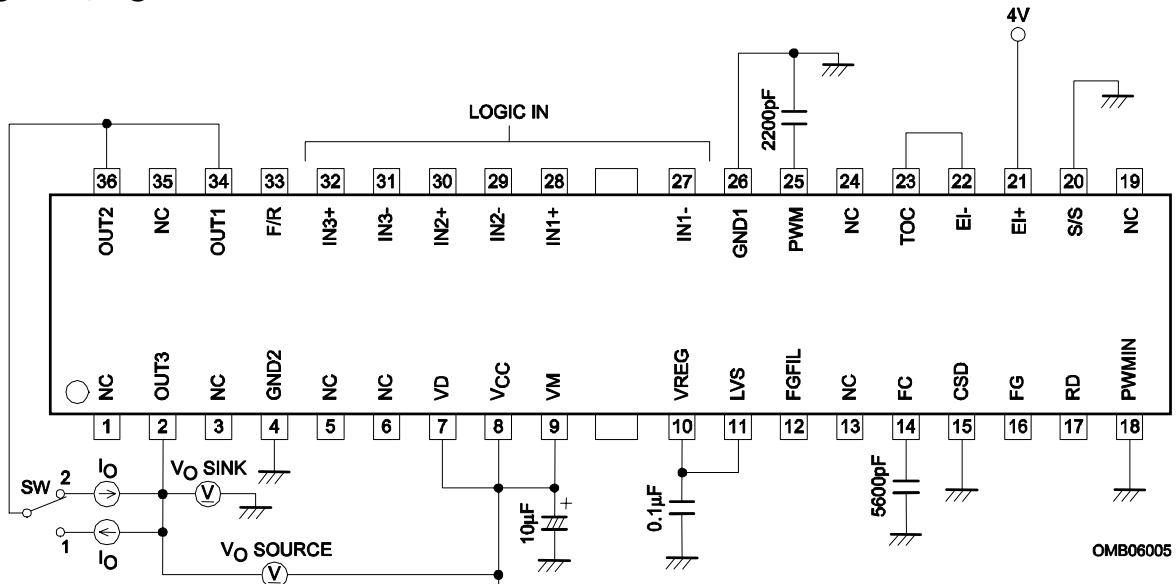 4V
LOGIC IN
2200pF
36 35 34 33 32 31 30 29 28 27 26 25 24 23 22 21 20 19
OUT2 NC OUT1 F/R IN3+ IN3- IN2+ IN2- IN1+ IN1- GND1 PWM NC TOC EI- EI+ S/S NC
NC OUT3 NC GND2 NC NC VD VCC VM VREG LVS FGFIL NC FC CSD FG RD PWMIN
1 2 3 4 5 6 7 8 9 10 11 12 13 14 15 16 17 18
SW 2 IO VO SINK V
1 IO
10µF +
0.1µF
5600pF
VO SOURCE
V
OMB06005